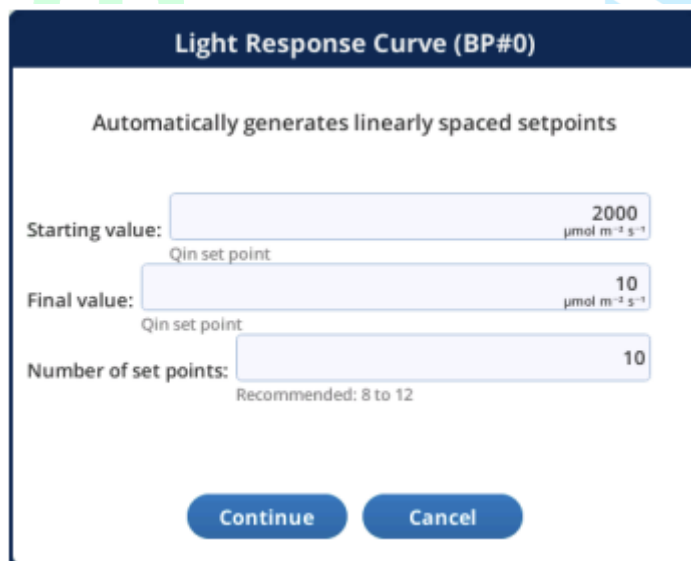 Light Response Curve (BP#0)
Automatically generates linearly spaced setpoints
Starting value: 2000
μmol m⁻² s⁻¹
Qin set point
Final value: 10
μmol m⁻² s⁻¹
Qin set point
Number of set points: 10
Recommended: 8 to 12
Continue Cancel